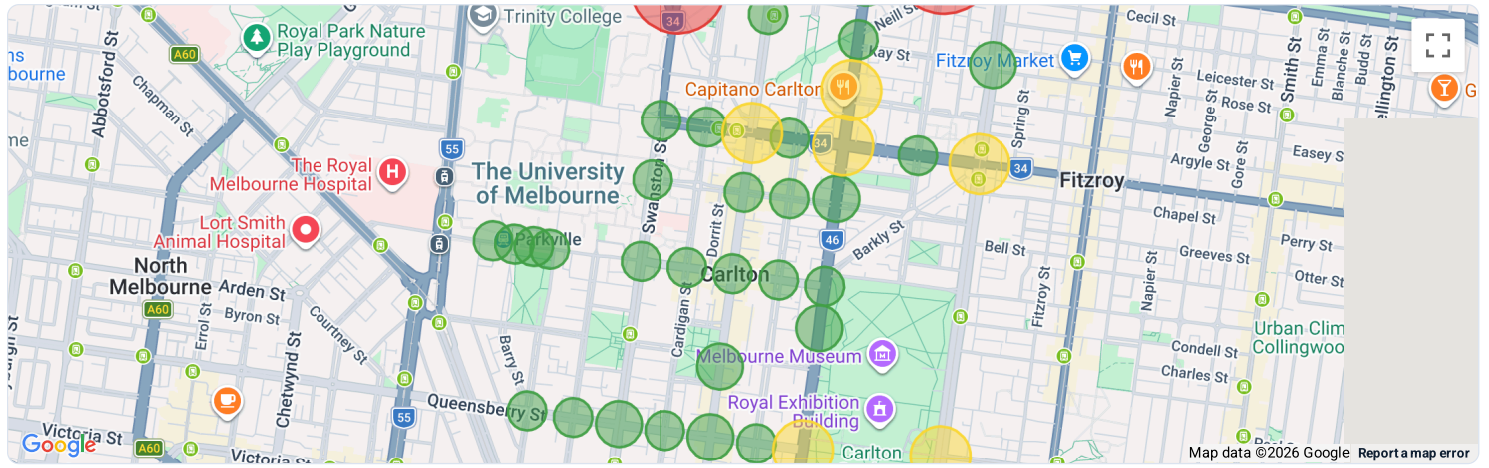 Trinity College
34
Neill St
Cecil St
Smith St
Emma St
Blanche St
Budd St
ellington St
Royal Park Nature
Play Playground
A60
ns
bourne
Abbotsford St
Chapman St
Kay St
Fitzroy Market
Leicester St
Rose St
Napier St
George St
Gore St
G
Capitano Carlton
Spring St
me
55
34
Argyle St
Easey S
The Royal
Melbourne Hospital
The University
of Melbourne
Swanston St
34
Fitzroy
Lort Smith
Animal Hospital
Parkville
Dorrit St
46
Barkly St
Chapel St
Bell St
Greeves St
Perry St
Otter St
North
Melbourne
Carlton
Arden St
Byron St
A60
Errol St
Chetwynd St
Courtney St
Cardigan St
Fitzroy St
Napier St
Urban Clim
Collingwoo
Barry St
Melbourne Museum
Condell St
Charles St
Royal Exhibition
Building
Queensberry St
55
Victoria St
A60
Victoria St
Carlton
Google
Map data ©2026 Google
Report a map error